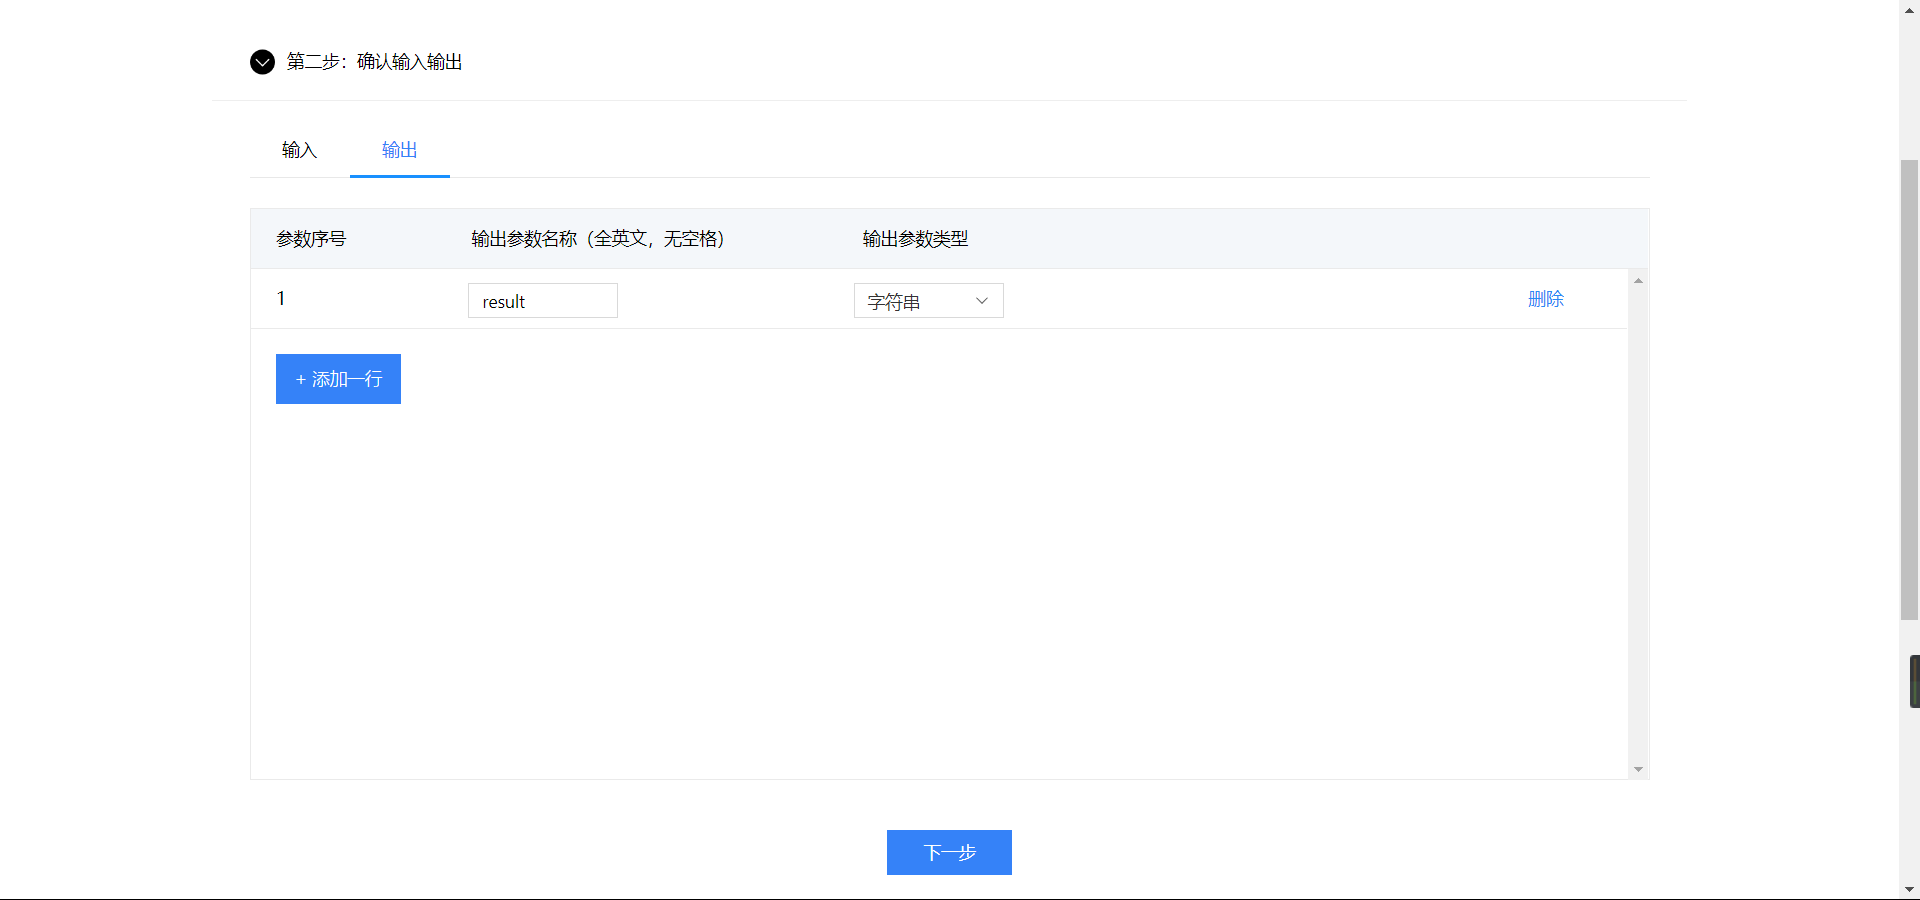 第二步：确认输入输出
输入 输出
参数序号 输出参数名称（全英文，无空格） 输出参数类型
1 result 字符串 删除
+ 添加一行
下一步